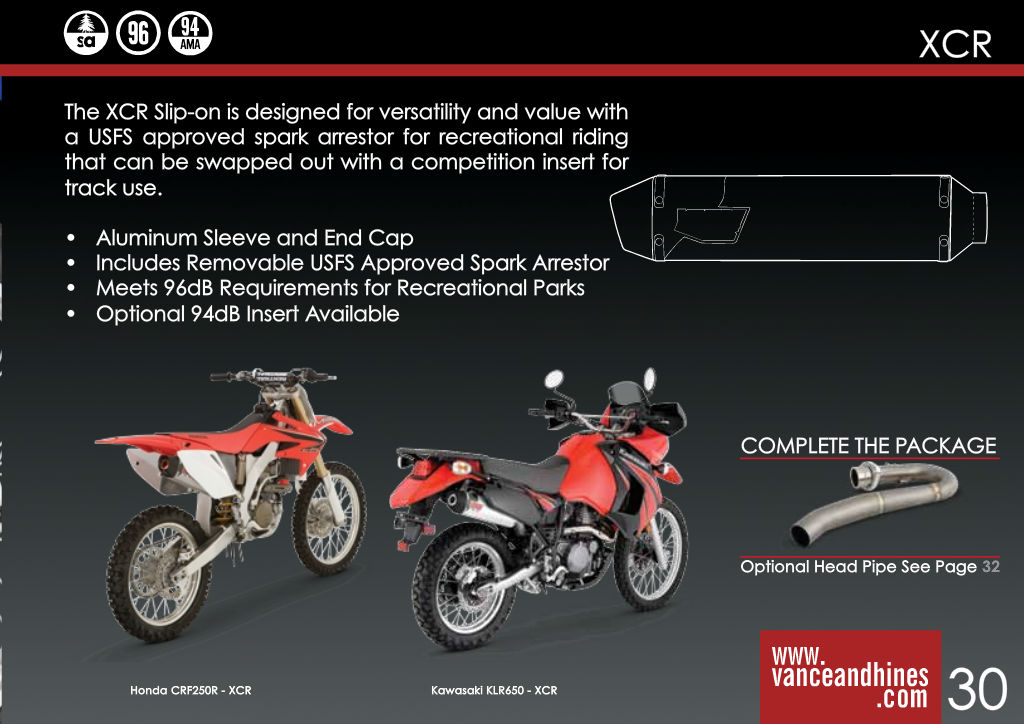 sa
96
94
AMA
XCR
The XCR Slip-on is designed for versatility and value with
a USFS approved spark arrestor for recreational riding
that can be swapped out with a competition insert for
track use.
• Aluminum Sleeve and End Cap
• Includes Removable USFS Approved Spark Arrestor
• Meets 96dB Requirements for Recreational Parks
• Optional 94dB Insert Available
COMPLETE THE PACKAGE
Optional Head Pipe See Page 32
Honda CRF250R - XCR
Kawasaki KLR650 - XCR
www.
vanceandhines
.com
30